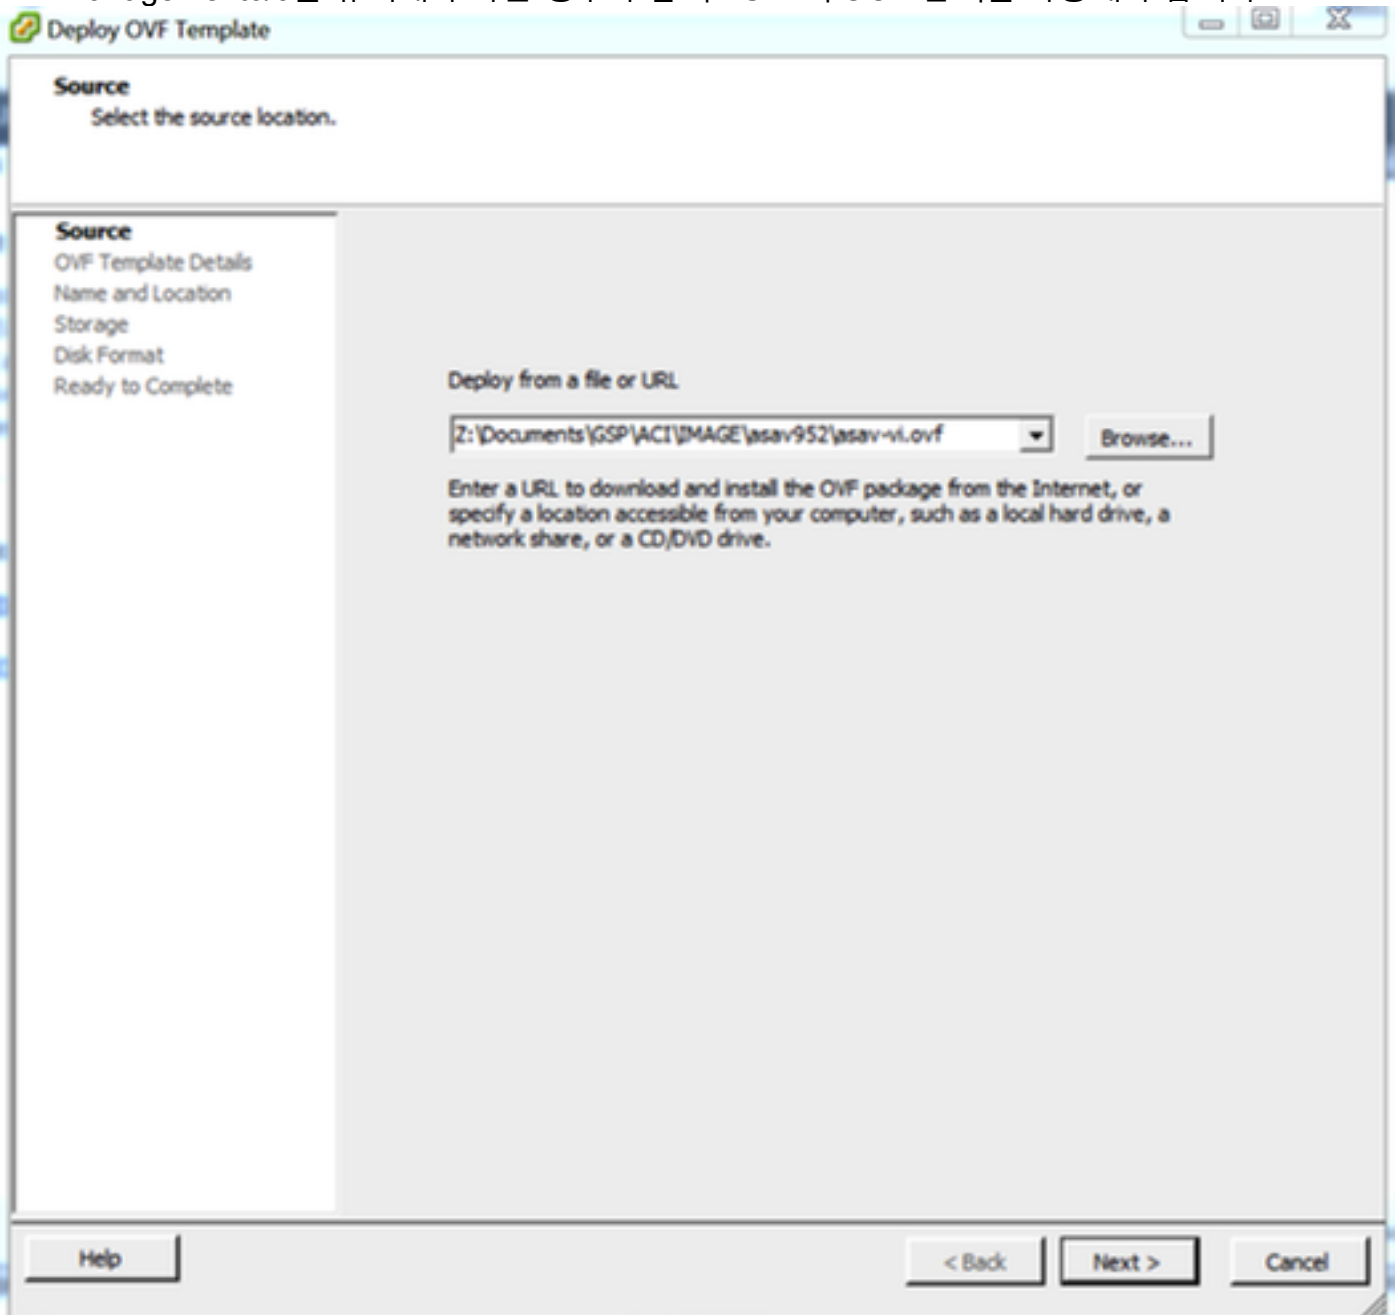 Deploy OVF Template
Source
Select the source location.
Source
OVF Template Details
Name and Location
Storage
Disk Format
Ready to Complete
Deploy from a file or URL
Z:\Documents\GSP\ACI\IMAGE\asav952\asav-vi.ovf
Browse...
Enter a URL to download and install the OVF package from the Internet, or
specify a location accessible from your computer, such as a local hard drive, a
network share, or a CD/DVD drive.
Help
< Back
Next >
Cancel